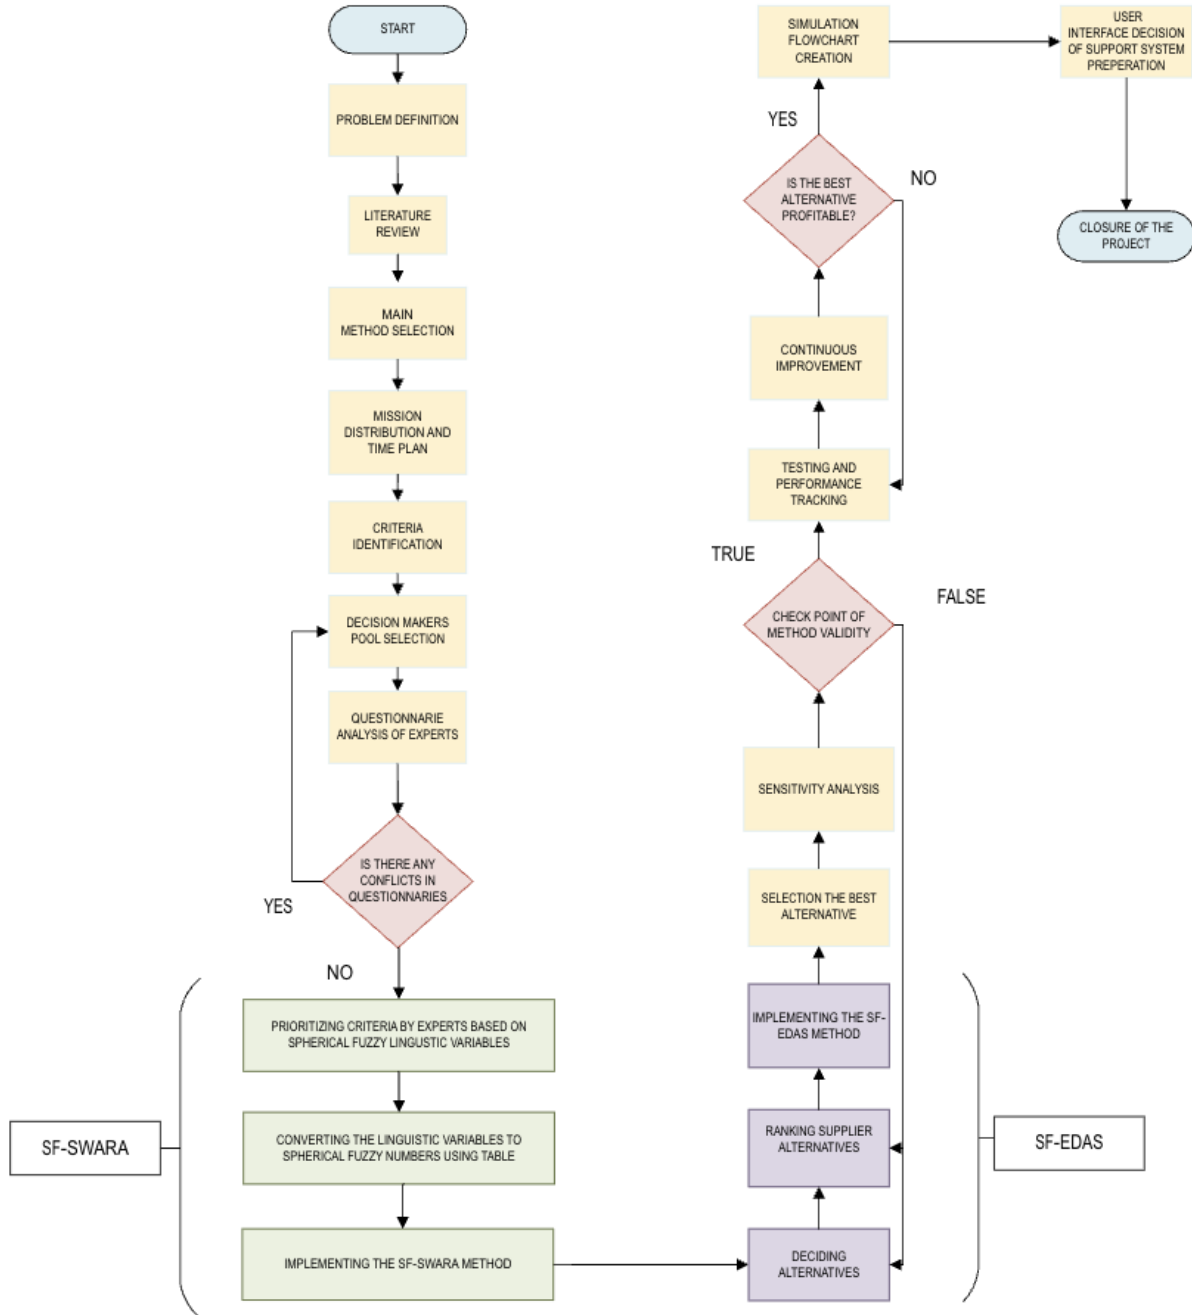 START
PROBLEM DEFINITION
LITERATURE
REVIEW
MAIN
METHOD SELECTION
MISSION
DISTRIBUTION AND
TIME PLAN
CRITERIA
IDENTIFICATION
DECISION MAKERS
POOL SELECTION
QUESTIONNARIE
ANALYSIS OF EXPERTS
IS THERE ANY
CONFLICTS IN
QUESTIONNARIES
YES
NO
PRIORITIZING CRITERIA BY EXPERTS BASED ON
SPHERICAL FUZZY LINGUSTIC VARIABLES
CONVERTING THE LINGUISTIC VARIABLES TO
SPHERICAL FUZZY NUMBERS USING TABLE
IMPLEMENTING THE SF-SWARA METHOD
SF-SWARA
SIMULATION
FLOWCHART
CREATION
YES
IS THE BEST
ALTERNATIVE
PROFITABLE?
NO
CONTINUOUS
IMPROVEMENT
TESTING AND
PERFORMANCE
TRACKING
TRUE
CHECK POINT OF
METHOD VALIDITY
FALSE
SENSITIVITY ANALYSIS
SELECTION THE BEST
ALTERNATIVE
IMPLEMENTING THE SF-
EDAS METHOD
RANKING SUPPLIER
ALTERNATIVES
DECIDING
ALTERNATIVES
SF-EDAS
USER
INTERFACE DECISION
OF SUPPORT SYSTEM
PREPERATION
CLOSURE OF THE
PROJECT